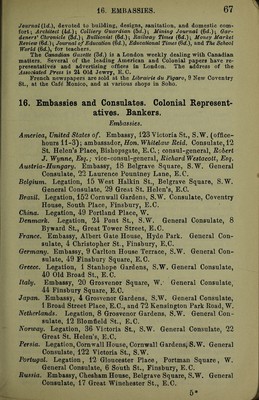 16. EMBASSIES. 67
Journal (1d.), devoted to building, designs, sanitation, and domestic com-
fort; Architect (4d.); Colliery Guardian (5d.); Mining Journal (6d.); Gar-
deners' Chronicle (5d.); Bullionist (6d.); Railway Times (6d.); Money Market
Review (6d.); Journal of Education (6d.), Educational Times (6d.), and The School
World (6d.), for teachers.
The Canadian Gazette (3d.) is a London weekly dealing with Canadian
matters. Several of the leading American and Colonial papers have re-
presentatives and advertising offices in London. The address of the
Associated Press is 24 Old Jewry, E.C.
French newspapers are sold at the Librairie du Figaro, 9 New Coventry
St., at the Café Monico, and at various shops in Soho.
16. Embassies and Consulates. Colonial Represent-
atives. Bankers.
Embassies.
America, United States of. Embassy, 123 Victoria St., S.W. (office-
hours 11-3); ambassador, Hon. Whitelaw Reid. Consulate, 12
St. Helen's Place, Bishopsgate, E.C.; consul-general, Robert
J. Wynne, Esq.; vice-consul-general, Richard Westacott, Esq.
Austria-Hungary. Embassy, 18 Belgrave Square, S.W. General
Consulate, 22 Laurence Pountney Lane, E.C.
Belgium. Legation, 15 West Halkin St., Belgrave Square, S.W.
General Consulate, 29 Great St. Helen's, E.C.
Brazil. Legation, 152 Cornwall Gardens, S.W. Consulate, Coventry
House, South Place, Finsbury, E.C.
China. Legation, 49 Portland Place, W.
Denmark. Legation, 24 Pont St., S.W. General Consulate, 8
Byward St., Great Tower Street, E.C.
France. Embassy, Albert Gate House, Hyde Park. General Con-
sulate, 4 Christopher St., Finsbury, E.C.
Germany. Embassy, 9 Carlton House Terrace, S.W. General Con-
sulate, 49 Finsbury Square, E.C.
Greece. Legation, 1 Stanhope Gardens, S.W. General Consulate,
40 Old Broad St., E.C.
Italy. Embassy, 20 Grosvenor Square, W. General Consulate,
44 Finsbury Square, E.C.
Japan. Embassy, 4 Grosvenor Gardens, S.W. General Consulate,
1 Broad Street Place, E.C., and 72 Kensington Park Road, W.
Netherlands. Legation, 8 Grosvenor Gardens, S.W. General Con-
sulate, 12 Blomfield St., E.C.
Norway. Legation, 36 Victoria St., S.W. General Consulate, 22
Great St. Helen's, E.C.
Persia. Legation, Cornwall House, Cornwall Gardens, S.W. General
Consulate, 122 Victoria St., S.W.
Portugal. Legation, 12 Gloucester Place, Portman Square, W.
General Consulate, 6 South St., Finsbury, E.C.
Russia. Embassy, Chesham House, Belgrave Square, S.W. General
Consulate, 17 Great Winchester St., E.C.
5*